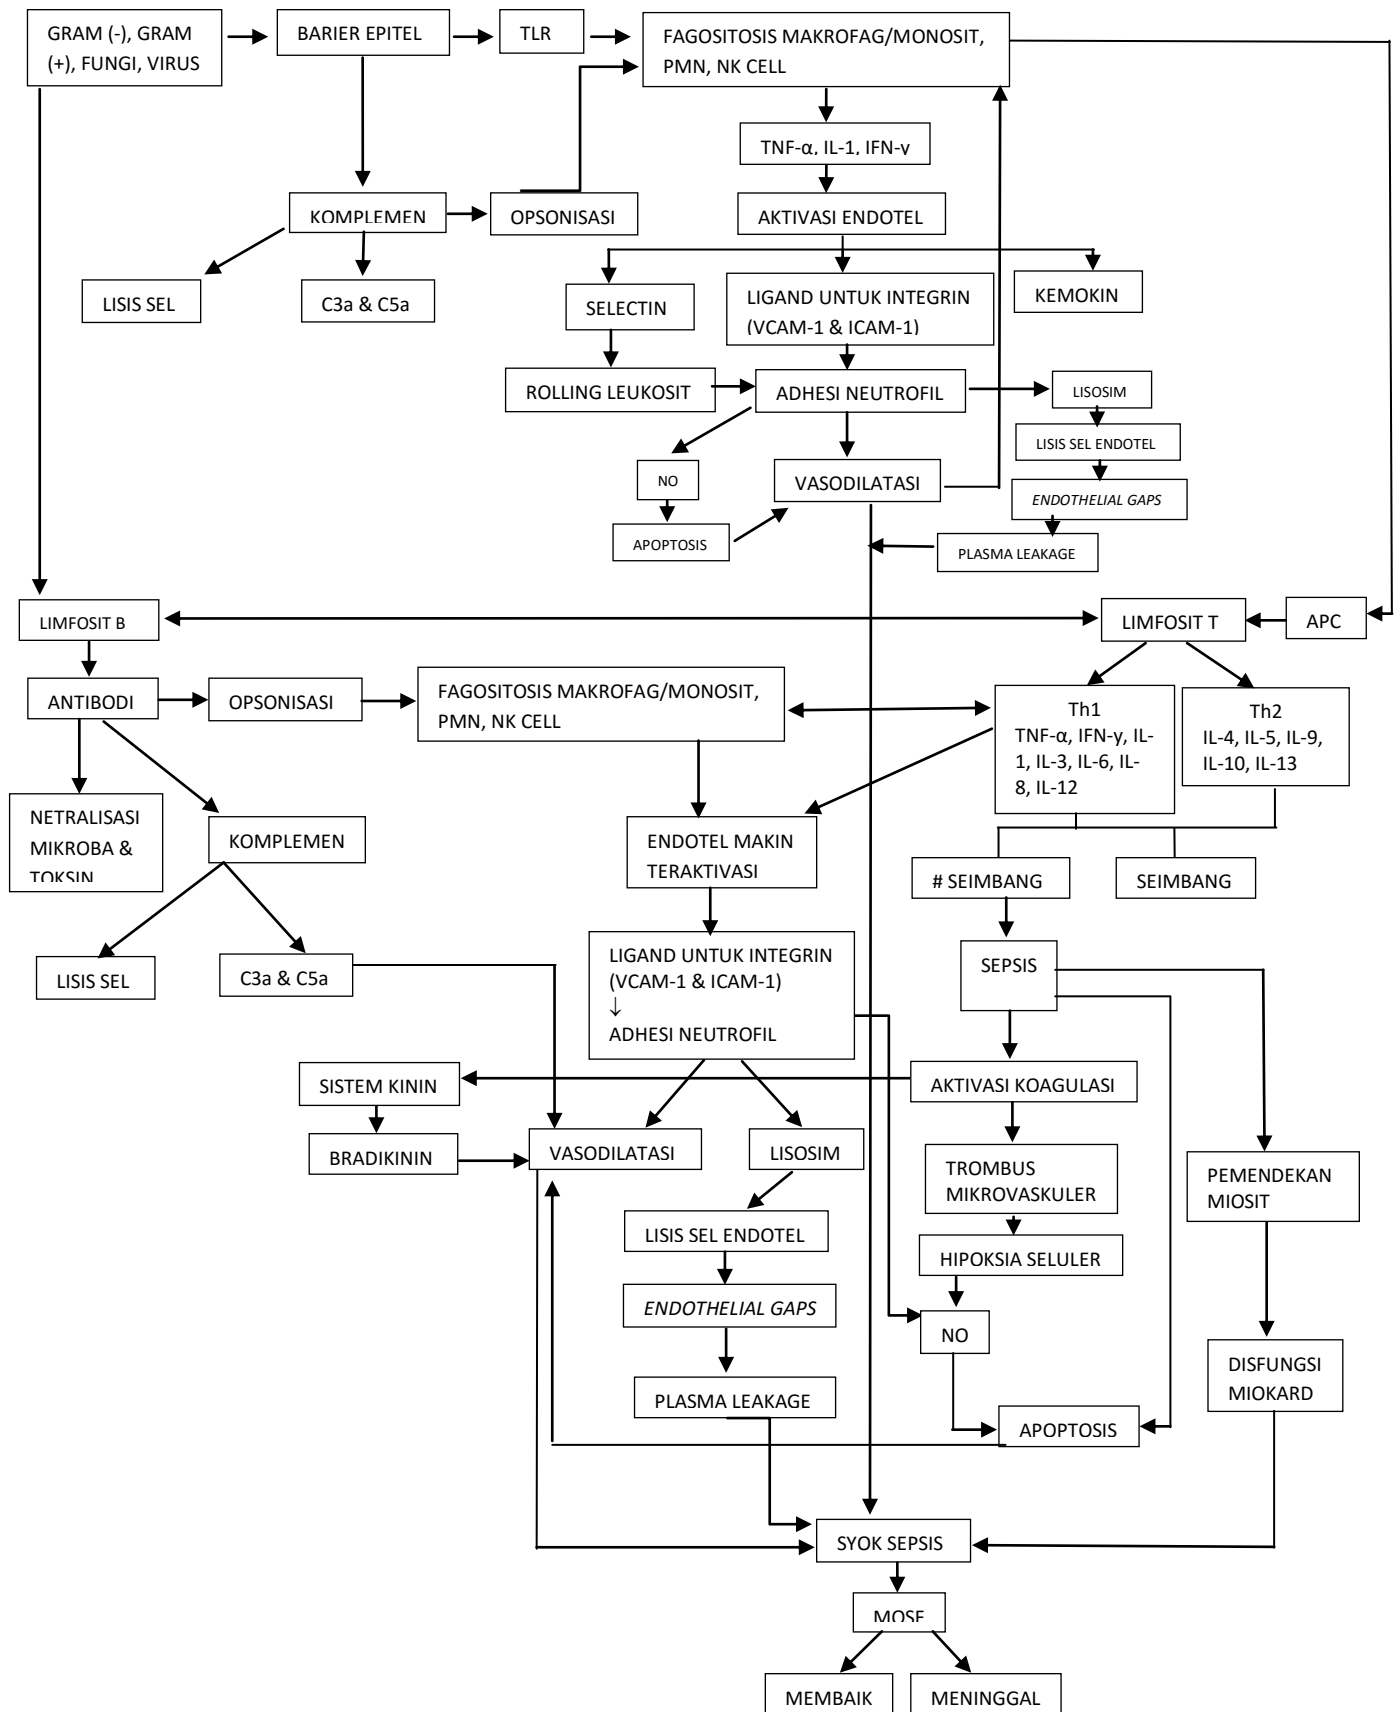 GRAM (-), GRAM
(+), FUNGI, VIRUS
BARIER EPITEL
TLR
FAGOSITOSIS MAKROFAG/MONOSIT,
PMN, NK CELL
TNF-α, IL-1, IFN-γ
KOMPLEMEN
OPSONISASI
AKTIVASI ENDOTEL
LISIS SEL
C3a & C5a
SELECTIN
LIGAND UNTUK INTEGRIN
(VCAM-1 & ICAM-1)
KEMOKIN
ROLLING LEUKOSIT
ADHESI NEUTROFIL
LISOSIM
LISIS SEL ENDOTEL
NO
VASODILATASI
ENDOTHELIAL GAPS
APOPTOSIS
PLASMA LEAKAGE
LIMFOSIT B
LIMFOSIT T
APC
ANTIBODI
OPSONISASI
FAGOSITOSIS MAKROFAG/MONOSIT,
PMN, NK CELL
Th1
TNF-α, IFN-γ, IL-
1, IL-3, IL-6, IL-
8, IL-12
Th2
IL-4, IL-5, IL-9,
IL-10, IL-13
NETRALISASI
MIKROBA &
TOKSIN
KOMPLEMEN
ENDOTEL MAKIN
TERAKTIVASI
# SEIMBANG
SEIMBANG
LISIS SEL
C3a & C5a
LIGAND UNTUK INTEGRIN
(VCAM-1 & ICAM-1)
↓
ADHESI NEUTROFIL
SEPSIS
SISTEM KININ
AKTIVASI KOAGULASI
BRADIKININ
VASODILATASI
LISOSIM
TROMBUS
MIKROVASKULER
PEMENDEKAN
MIOSIT
LISIS SEL ENDOTEL
HIPOKSIA SELULER
ENDOTHELIAL GAPS
NO
DISFUNGSI
MIOKARD
PLASMA LEAKAGE
APOPTOSIS
SYOK SEPSIS
MOSF
MEMBAIK
MENINGGAL